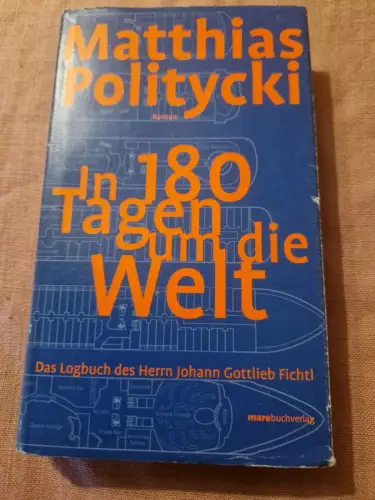 Matthias
Politycki
Roman
In 180
Tagen
um die
Welt
Das Logbuch des Herrn Johann Gottlieb Fichtl
marebuchverlag